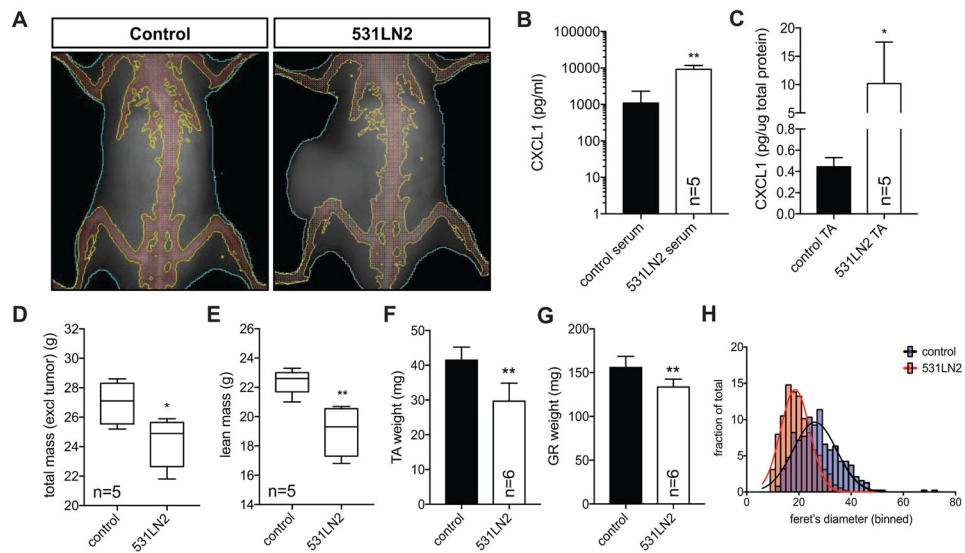 A
Control
531LN2
B
CXCL1 (pg/ml)
100000
10000
1000
100
10
1
**
n=5
control serum
531LN2 serum
C
CXCL1 (pg/ug total protein)
20
15
10
5
0.8
0.6
0.4
0.2
0.0
*
n=5
control TA
531LN2 TA
D
total mass (excl tumor) (g)
32
30
28
26
24
22
20
*
n=5
control
531LN2
E
lean mass (g)
26
24
22
20
18
16
14
**
n=5
control
531LN2
F
TA weight (mg)
50
40
30
20
10
0
**
n=6
control
531LN2
G
GR weight (mg)
200
150
100
50
0
**
n=6
control
531LN2
H
control
531LN2
fraction of total
20
15
10
5
0
0
20
40
60
80
feret's diameter (binned)